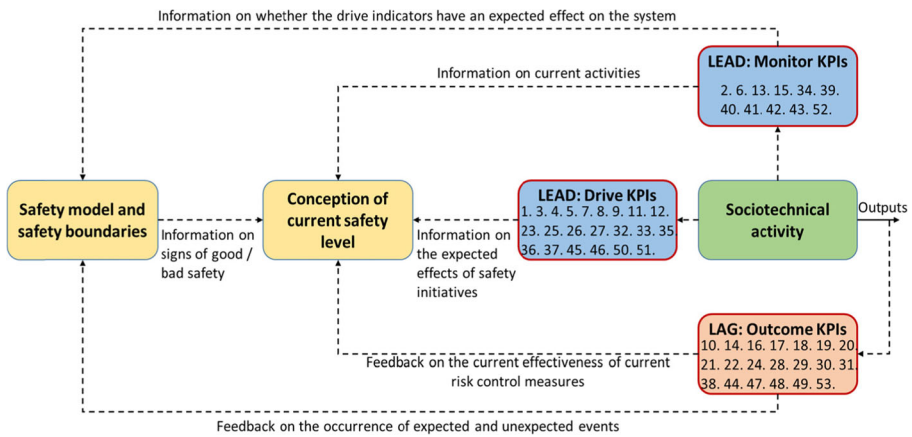 Information on whether the drive indicators have an expected effect on the system
LEAD: Monitor KPIs
2. 6. 13. 15. 34. 39.
40. 41. 42. 43. 52.
Information on current activities
Safety model and
safety boundaries
Information on
signs of good /
bad safety
Conception of
current safety
level
Information on
the expected
effects of safety
initiatives
LEAD: Drive KPIs
1. 3. 4. 5. 7. 8. 9. 11. 12.
23. 25. 26. 27. 32. 33. 35
36. 37. 45. 46. 50. 51.
Sociotechnical
activity
Outputs
LAG: Outcome KPIs
10. 14. 16. 17. 18. 19. 20.
21. 22. 24. 28. 29. 30. 31.
38. 44. 47. 48. 49. 53.
Feedback on the current effectiveness of current
risk control measures
Feedback on the occurrence of expected and unexpected events